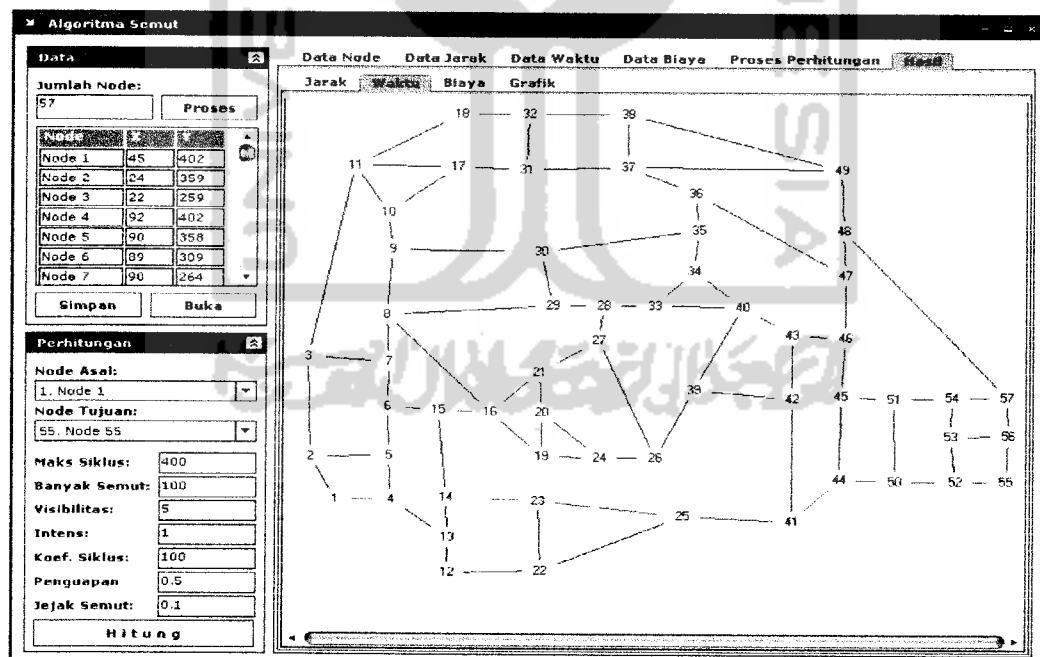 Algoritma Semut
Data
Jumlah Node:
57
Proses
Node X Y
Node 1 45 402
Node 2 24 359
Node 3 22 259
Node 4 92 402
Node 5 90 358
Node 6 89 309
Node 7 90 264
Simpan Buka
Perhitungan
Node Asal:
1. Node 1
Node Tujuan:
55. Node 55
Maks Siklus: 400
Banyak Semut: 100
Visibilitas: 5
Intens: 1
Koef. Siklus: 100
Penguapan 0.5
Jejak Semut: 0.1
Hitung
Data Node Data Jarak Data Waktu Data Biaya Proses Perhitungan Hasil
Jarak Waktu Biaya Grafik
18 32 38
11 17 31 37 49
36
10
35 48
9 30
34 47
29 28 33 40
8
27 43 46
3 7
21
39 42 45 51 54 57
6 15 16 20
53 56
2 5 19 24 26
44 50 52 55
1 4 14 23
25 41
13
12 22